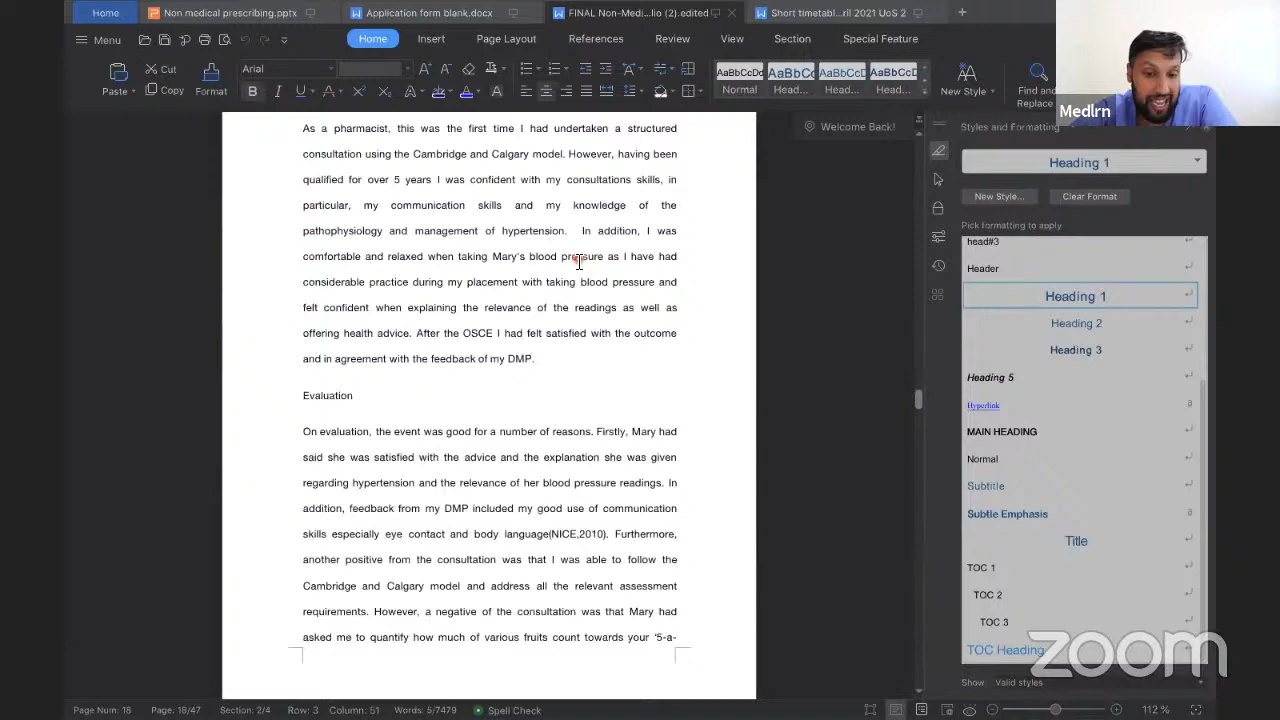 Home
Non medical prescribing.pptx
Application form blank.docx
FINAL Non-Medi...lio (2).edited
Short timetabl...ril 2021 UoS 2
Menu
Home
Insert
Page Layout
References
Review
View
Section
Special Feature
Paste
Cut
Copy
Format
Arial
AaBbCcDd
Normal
AaBbC
Head...
AaBbCcD
Head...
AaBbCcD
Head...
New Style
Find and Replace
Medlrn
Welcome Back!
As a pharmacist, this was the first time I had undertaken a structured
consultation using the Cambridge and Calgary model. However, having been
qualified for over 5 years I was confident with my consultations skills, in
particular, my communication skills and my knowledge of the
pathophysiology and management of hypertension. In addition, I was
comfortable and relaxed when taking Mary's blood pressure as I have had
considerable practice during my placement with taking blood pressure and
felt confident when explaining the relevance of the readings as well as
offering health advice. After the OSCE I had felt satisfied with the outcome
and in agreement with the feedback of my DMP.
Evaluation
On evaluation, the event was good for a number of reasons. Firstly, Mary had
said she was satisfied with the advice and the explanation she was given
regarding hypertension and the relevance of her blood pressure readings. In
addition, feedback from my DMP included my good use of communication
skills especially eye contact and body language(NICE,2010). Furthermore,
another positive from the consultation was that I was able to follow the
Cambridge and Calgary model and address all the relevant assessment
requirements. However, a negative of the consultation was that Mary had
asked me to quantify how much of various fruits count towards your '5-a-
Styles and Formatting
Heading 1
New Style...
Clear Format
Pick formatting to apply
head#3
Header
Heading 1
Heading 2
Heading 3
Heading 5
Hyperlink
MAIN HEADING
Normal
Subtitle
Subtle Emphasis
Title
TOC 1
TOC 2
TOC 3
TOC Heading
Show: Valid styles
zoom
Page Num: 18
Page: 18/47
Section: 2/4
Row: 3
Column: 51
Words: 5/7479
Spell Check
112 %